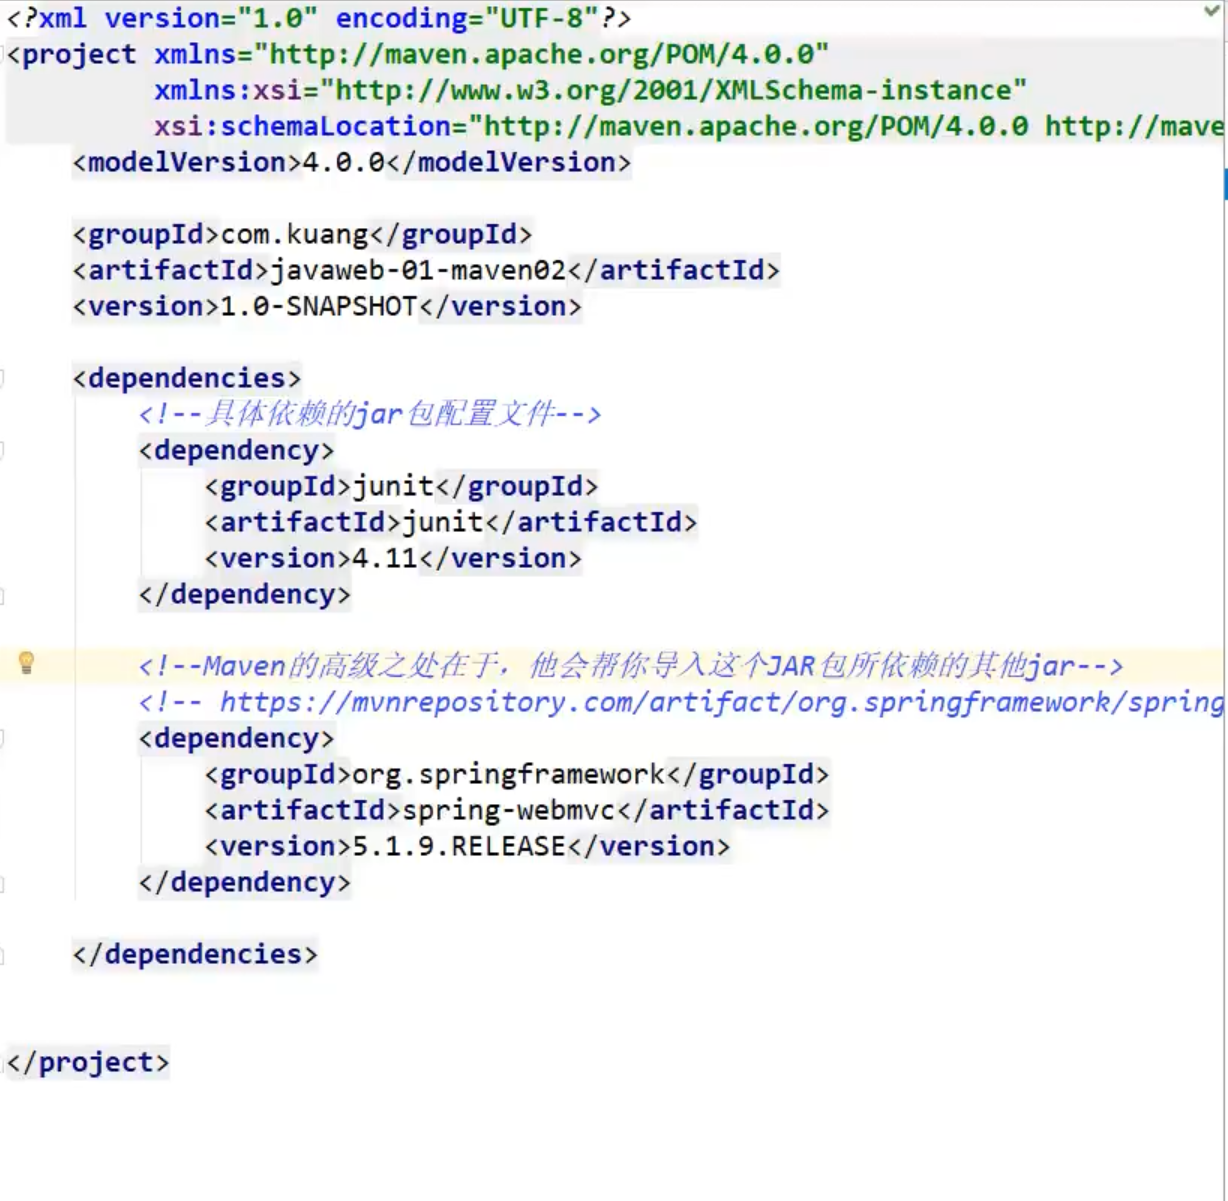 <?xml version="1.0" encoding="UTF-8"?>
<project xmlns="http://maven.apache.org/POM/4.0.0"
xmlns:xsi="http://www.w3.org/2001/XMLSchema-instance"
xsi:schemaLocation="http://maven.apache.org/POM/4.0.0 http://mave
<modelVersion>4.0.0</modelVersion>
<groupId>com.kuang</groupId>
<artifactId>javaweb-01-maven02</artifactId>
<version>1.0-SNAPSHOT</version>
<dependencies>
<!--具体依赖的jar包配置文件-->
<dependency>
<groupId>junit</groupId>
<artifactId>junit</artifactId>
<version>4.11</version>
</dependency>
<!--Maven的高级之处在于，他会帮你导入这个JAR包所依赖的其他jar-->
<!-- https://mvnrepository.com/artifact/org.springframework/spring
<dependency>
<groupId>org.springframework</groupId>
<artifactId>spring-webmvc</artifactId>
<version>5.1.9.RELEASE</version>
</dependency>
</dependencies>
</project>